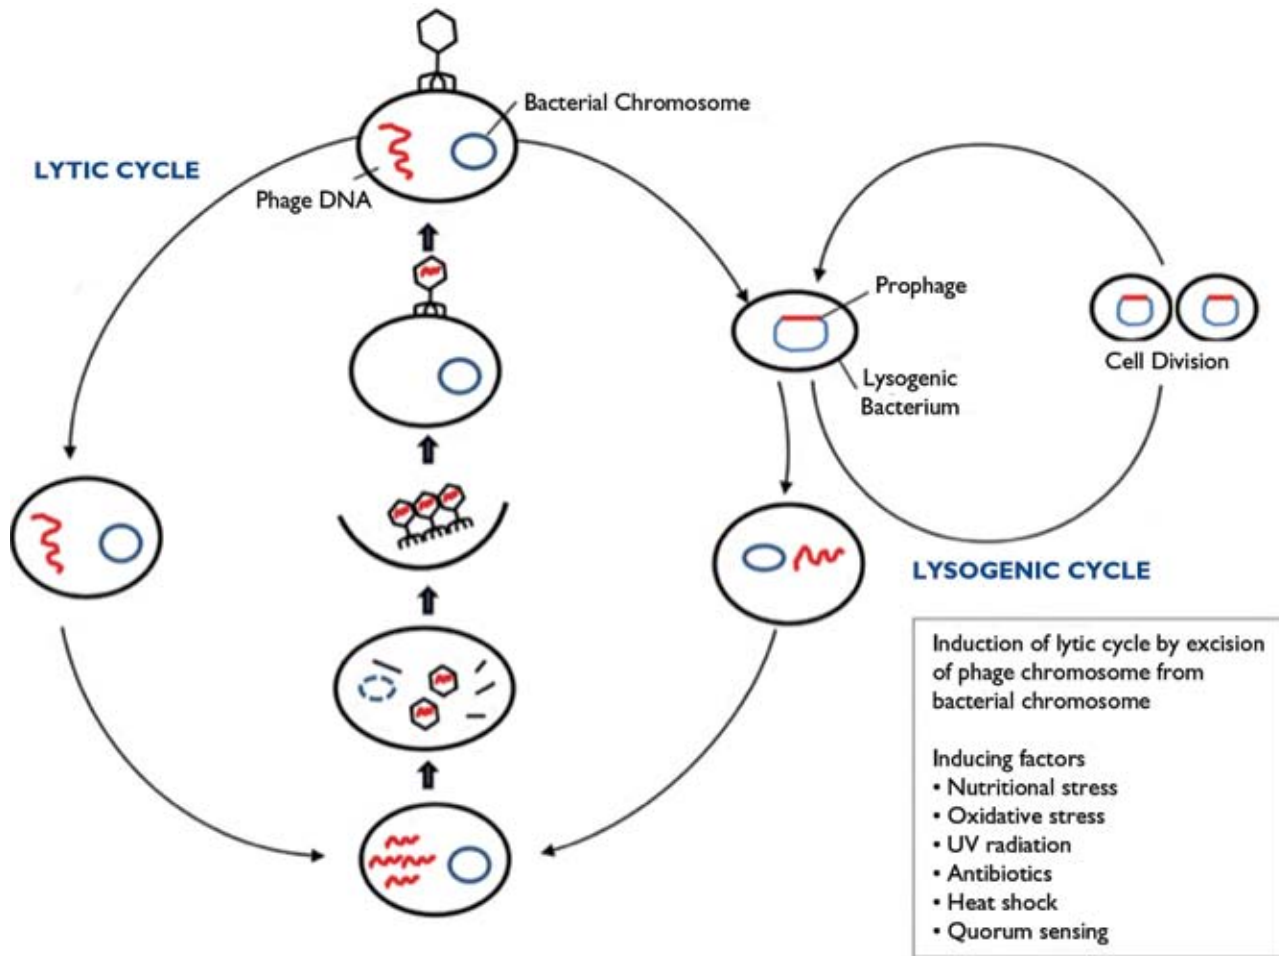 Bacterial Chromosome
LYTIC CYCLE
Phage DNA
Prophage
Lysogenic
Bacterium
Cell Division
LYSOGENIC CYCLE
Induction of lytic cycle by excision
of phage chromosome from
bacterial chromosome
Inducing factors
• Nutritional stress
• Oxidative stress
• UV radiation
• Antibiotics
• Heat shock
• Quorum sensing